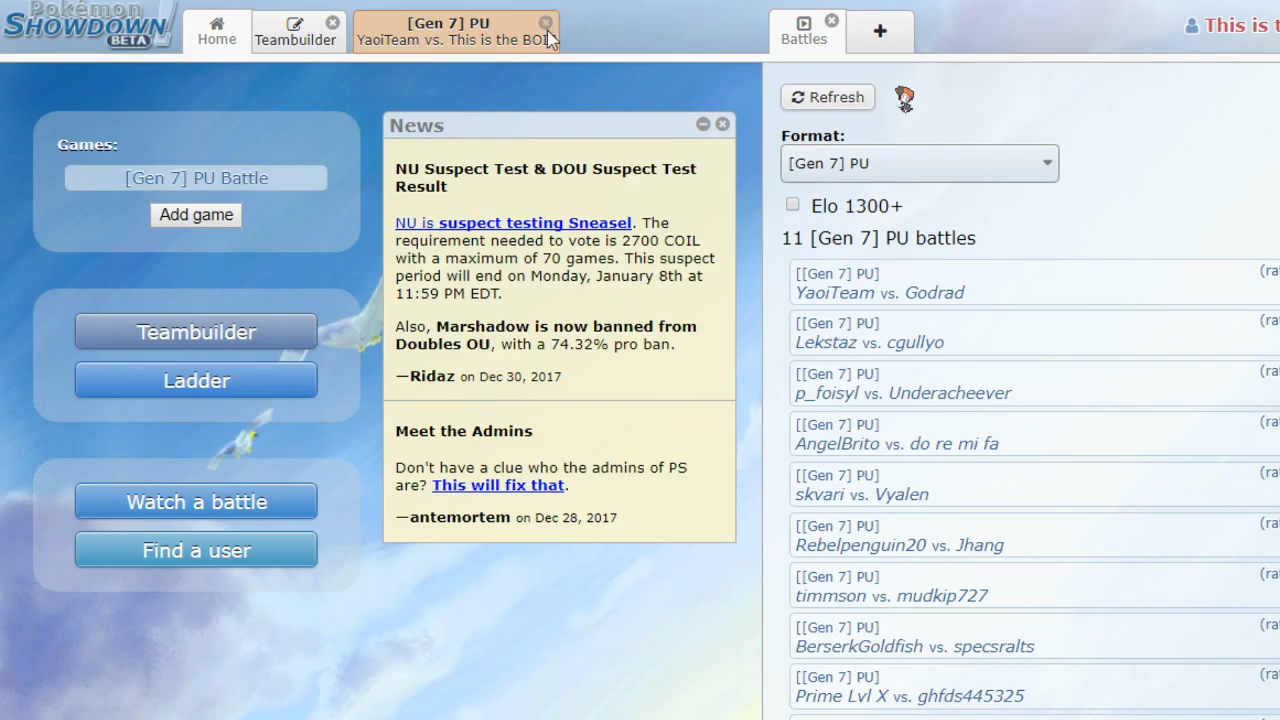 Pokémon
SHOWDOWN!
BETA
Home
Teambuilder
[Gen 7] PU
YaoiTeam vs. This is the
Battles
+
This is
Games:
[Gen 7] PU Battle
Add game
Teambuilder
Ladder
Watch a battle
Find a user
News
NU Suspect Test & DOU Suspect Test
Result
NU is suspect testing Sneasel. The
requirement needed to vote is 2700 COIL
with a maximum of 70 games. This suspect
period will end on Monday, January 8th at
11:59 PM EDT.
Also, Marshadow is now banned from
Doubles OU, with a 74.32% pro ban.
—Ridaz on Dec 30, 2017
Meet the Admins
Don't have a clue who the admins of PS
are? This will fix that.
—antemortem on Dec 28, 2017
Refresh
Format:
[Gen 7] PU
Elo 1300+
11 [Gen 7] PU battles
[[Gen 7] PU]
YaoiTeam vs. Godrad
[[Gen 7] PU]
Lekstaz vs. cgullyo
[[Gen 7] PU]
p_foisyl vs. Underacheever
[[Gen 7] PU]
AngelBrito vs. do re mi fa
[[Gen 7] PU]
skvari vs. Vyalen
[[Gen 7] PU]
Rebelpenguin20 vs. Jhang
[[Gen 7] PU]
timmson vs. mudkip727
[[Gen 7] PU]
BerserkGoldfish vs. specsralts
[[Gen 7] PU]
Prime Lvl X vs. ghfds445325